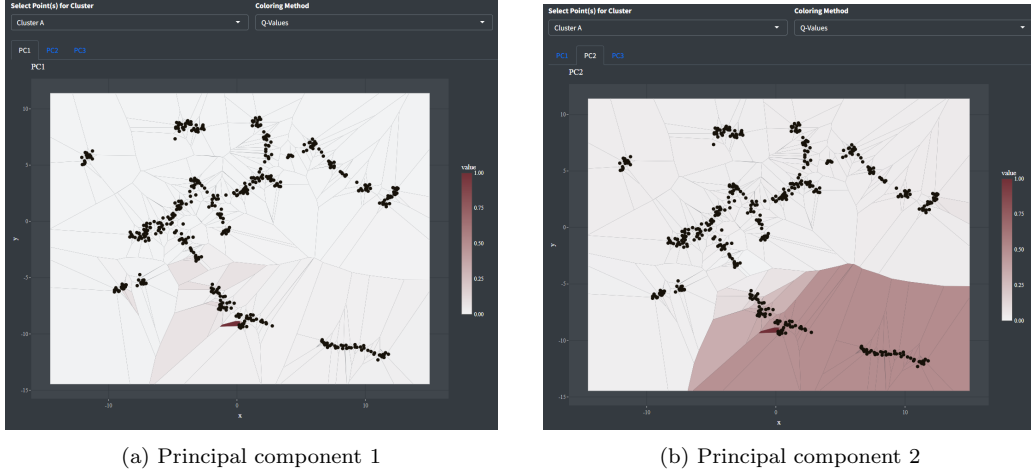 Select Point(s) for Cluster
Coloring Method
Cluster A
Q-Values
PC1
PC2
PC3
PC1
10
5
0
-5
-10
-15
y
-10
0
10
x
value
1.00
0.75
0.50
0.25
0.00
(a) Principal component 1
Select Point(s) for Cluster
Coloring Method
Cluster A
Q-Values
PC1
PC2
PC3
PC2
10
5
0
-5
-10
-15
y
-10
0
10
x
value
1.00
0.75
0.50
0.25
0.00
(b) Principal component 2